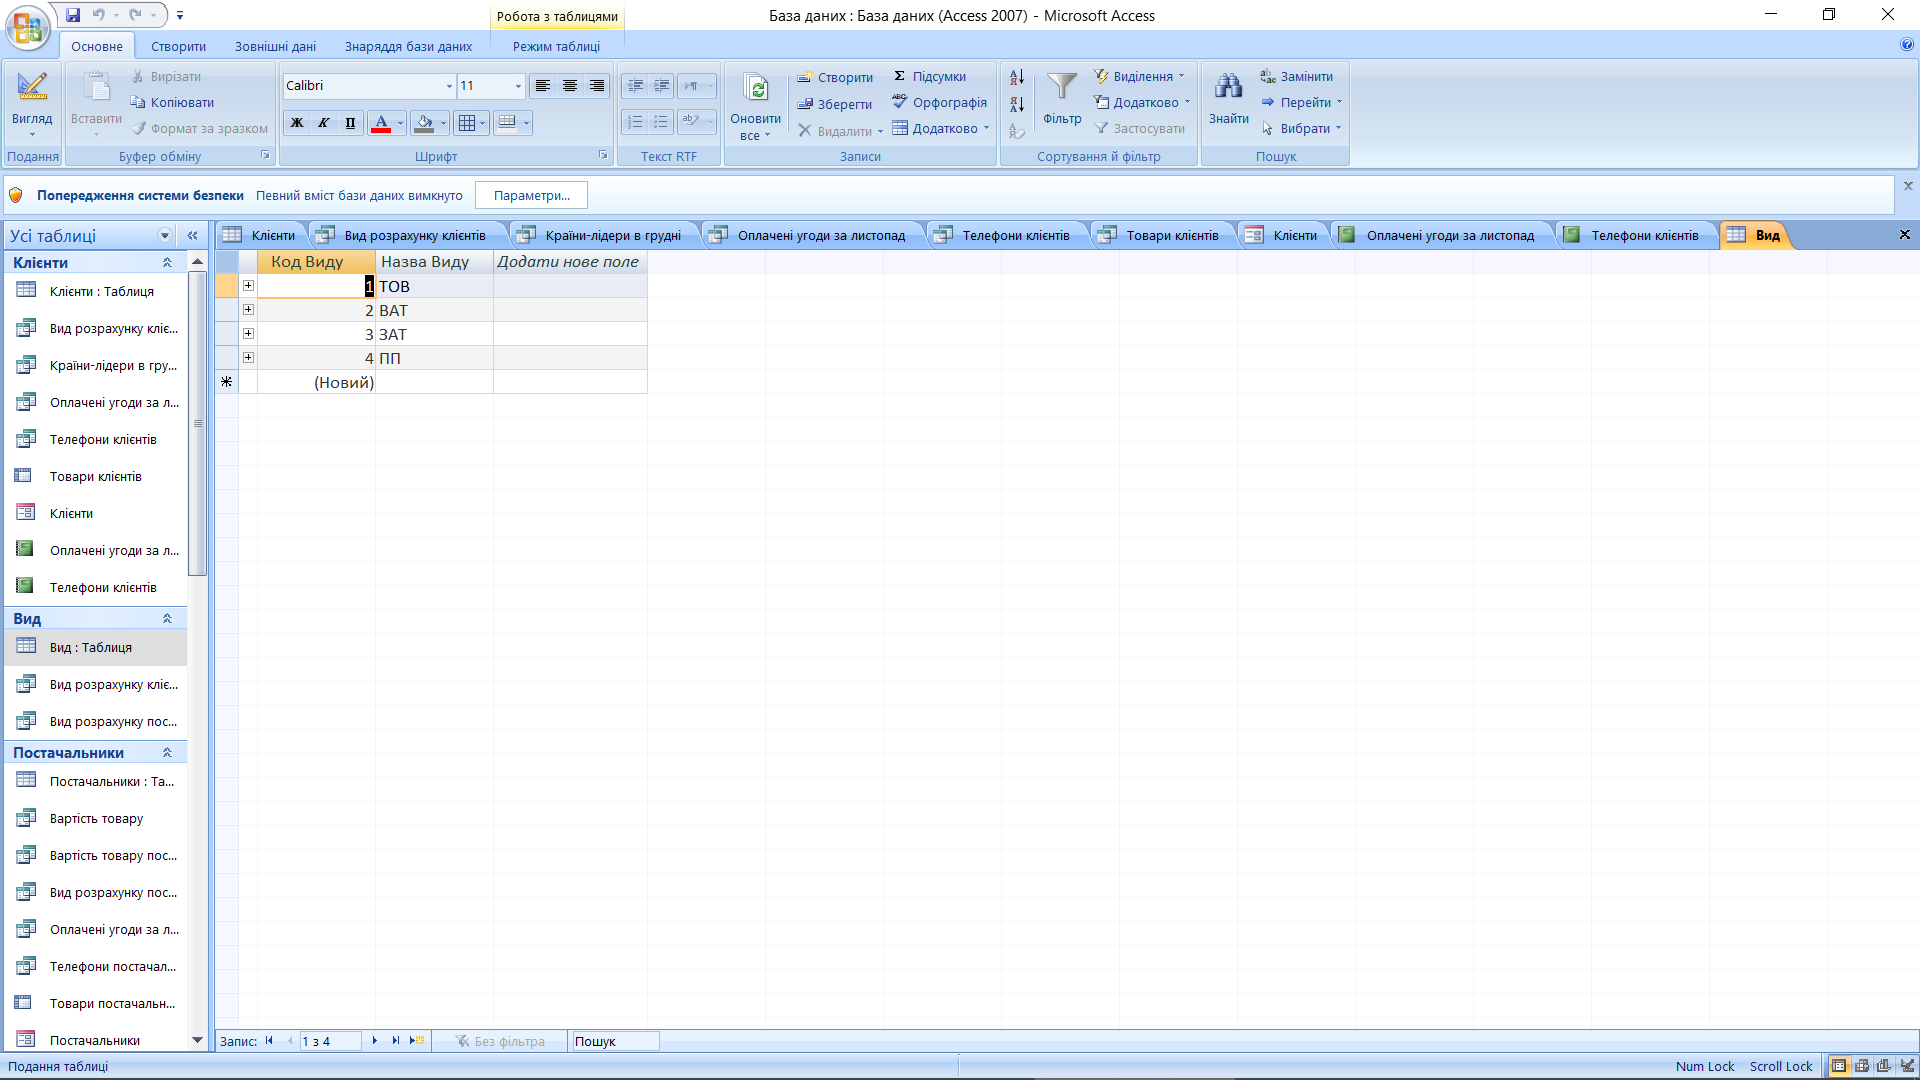 Робота з таблицями
База даних : База даних (Access 2007) - Microsoft Access
Основне
Створити
Зовнішні дані
Знаряддя бази даних
Режим таблиці
Вигляд
Подання
Вставити
Вирізати
Копіювати
Формат за зразком
Буфер обміну
Calibri
11
Ж К П
А
Шрифт
Текст RTF
Оновити
все
Створити
Зберегти
Видалити
Підсумки
Орфографія
Додатково
Записи
Фільтр
Виділення
Додатково
Застосувати
Сортування й фільтр
Знайти
Замінити
Перейти
Вибрати
Пошук
Попередження системи безпеки Певний вміст бази даних вимкнуто Параметри...
Усі таблиці
Клієнти
Клієнти : Таблиця
Вид розрахунку кліє...
Країни-лідери в гру...
Оплачені угоди за л...
Телефони клієнтів
Товари клієнтів
Клієнти
Оплачені угоди за л...
Телефони клієнтів
Вид
Вид : Таблиця
Вид розрахунку кліє...
Вид розрахунку пос...
Постачальники
Постачальники : Та...
Вартість товару
Вартість товару пос...
Вид розрахунку пос...
Оплачені угоди за л...
Телефони постачал...
Товари постачальн...
Постачальники
Клієнти
Вид розрахунку клієнтів
Країни-лідери в грудні
Оплачені угоди за листопад
Телефони клієнтів
Товари клієнтів
Клієнти
Оплачені угоди за листопад
Телефони клієнтів
Вид
Код Виду Назва Виду Додати нове поле
1 ТОВ
2 ВАТ
3 ЗАТ
4 ПП
(Новий)
Запис: 1 з 4 Без фільтра Пошук
Подання таблиці
Num Lock Scroll Lock